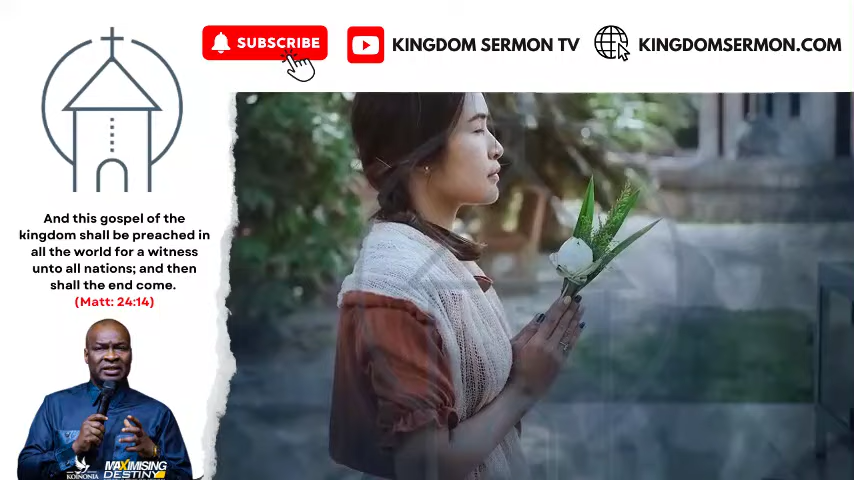 SUBSCRIBE
KINGDOM SERMON TV
KINGDOMSERMON.COM
And this gospel of the
kingdom shall be preached in
all the world for a witness
unto all nations; and then
shall the end come.
(Matt: 24:14)
KOINONIA
MAXIMISING
DESTINY